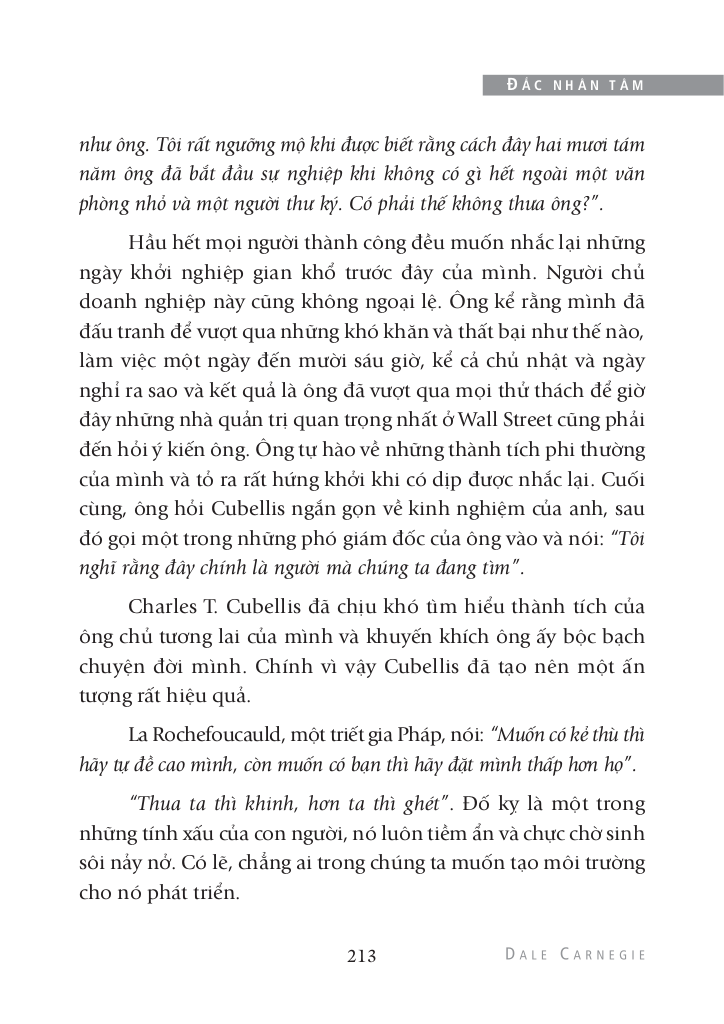 ĐẮC NHÂN TÂM
như ông. Tôi rất ngưỡng mộ khi được biết rằng cách đây hai mươi tám
năm ông đã bắt đầu sự nghiệp khi không có gì hết ngoài một văn
phòng nhỏ và một người thư ký. Có phải thế không thưa ông?”.
Hầu hết mọi người thành công đều muốn nhắc lại những
ngày khởi nghiệp gian khổ trước đây của mình. Người chủ
doanh nghiệp này cũng không ngoại lệ. Ông kể rằng mình đã
đấu tranh để vượt qua những khó khăn và thất bại như thế nào,
làm việc một ngày đến mười sáu giờ, kể cả chủ nhật và ngày
nghỉ ra sao và kết quả là ông đã vượt qua mọi thử thách để giờ
đây những nhà quản trị quan trọng nhất ở Wall Street cũng phải
đến hỏi ý kiến ông. Ông tự hào về những thành tích phi thường
của mình và tỏ ra rất hứng khởi khi có dịp được nhắc lại. Cuối
cùng, ông hỏi Cubellis ngắn gọn về kinh nghiệm của anh, sau
đó gọi một trong những phó giám đốc của ông vào và nói: “Tôi
nghĩ rằng đây chính là người mà chúng ta đang tìm”.
Charles T. Cubellis đã chịu khó tìm hiểu thành tích của
ông chủ tương lai của mình và khuyến khích ông ấy bộc bạch
chuyện đời mình. Chính vì vậy Cubellis đã tạo nên một ấn
tượng rất hiệu quả.
La Rochefoucauld, một triết gia Pháp, nói: “Muốn có kẻ thù thì
hãy tự đề cao mình, còn muốn có bạn thì hãy đặt mình thấp hơn họ”.
“Thua ta thì khinh, hơn ta thì ghét”. Đố kỵ là một trong
những tính xấu của con người, nó luôn tiềm ẩn và chực chờ sinh
sôi nảy nở. Có lẽ, chẳng ai trong chúng ta muốn tạo môi trường
cho nó phát triển.
213
DALE CARNEGIE